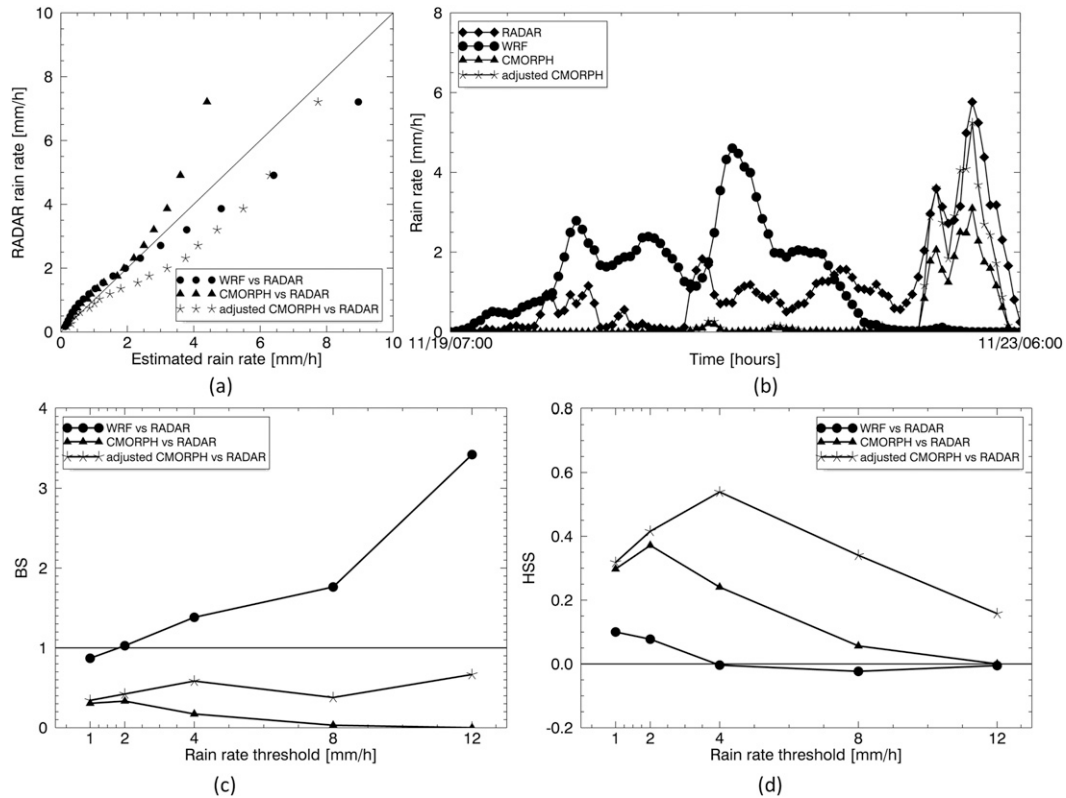 10
8
6
4
2
0
RADAR rain rate [mm/h]
WRF vs RADAR
CMORPH vs RADAR
adjusted CMORPH vs RADAR
0 2 4 6 8 10
Estimated rain rate [mm/h]
(a)
8
6
4
2
0
Rain rate [mm/h]
RADAR
WRF
CMORPH
adjusted CMORPH
11/19/07:00 11/23/06:00
Time [hours]
(b)
4
3
2
1
0
BS
WRF vs RADAR
CMORPH vs RADAR
adjusted CMORPH vs RADAR
1 2 4 8 12
Rain rate threshold [mm/h]
(c)
0.8
0.6
0.4
0.2
0.0
-0.2
HSS
WRF vs RADAR
CMORPH vs RADAR
adjusted CMORPH vs RADAR
1 2 4 8 12
Rain rate threshold [mm/h]
(d)